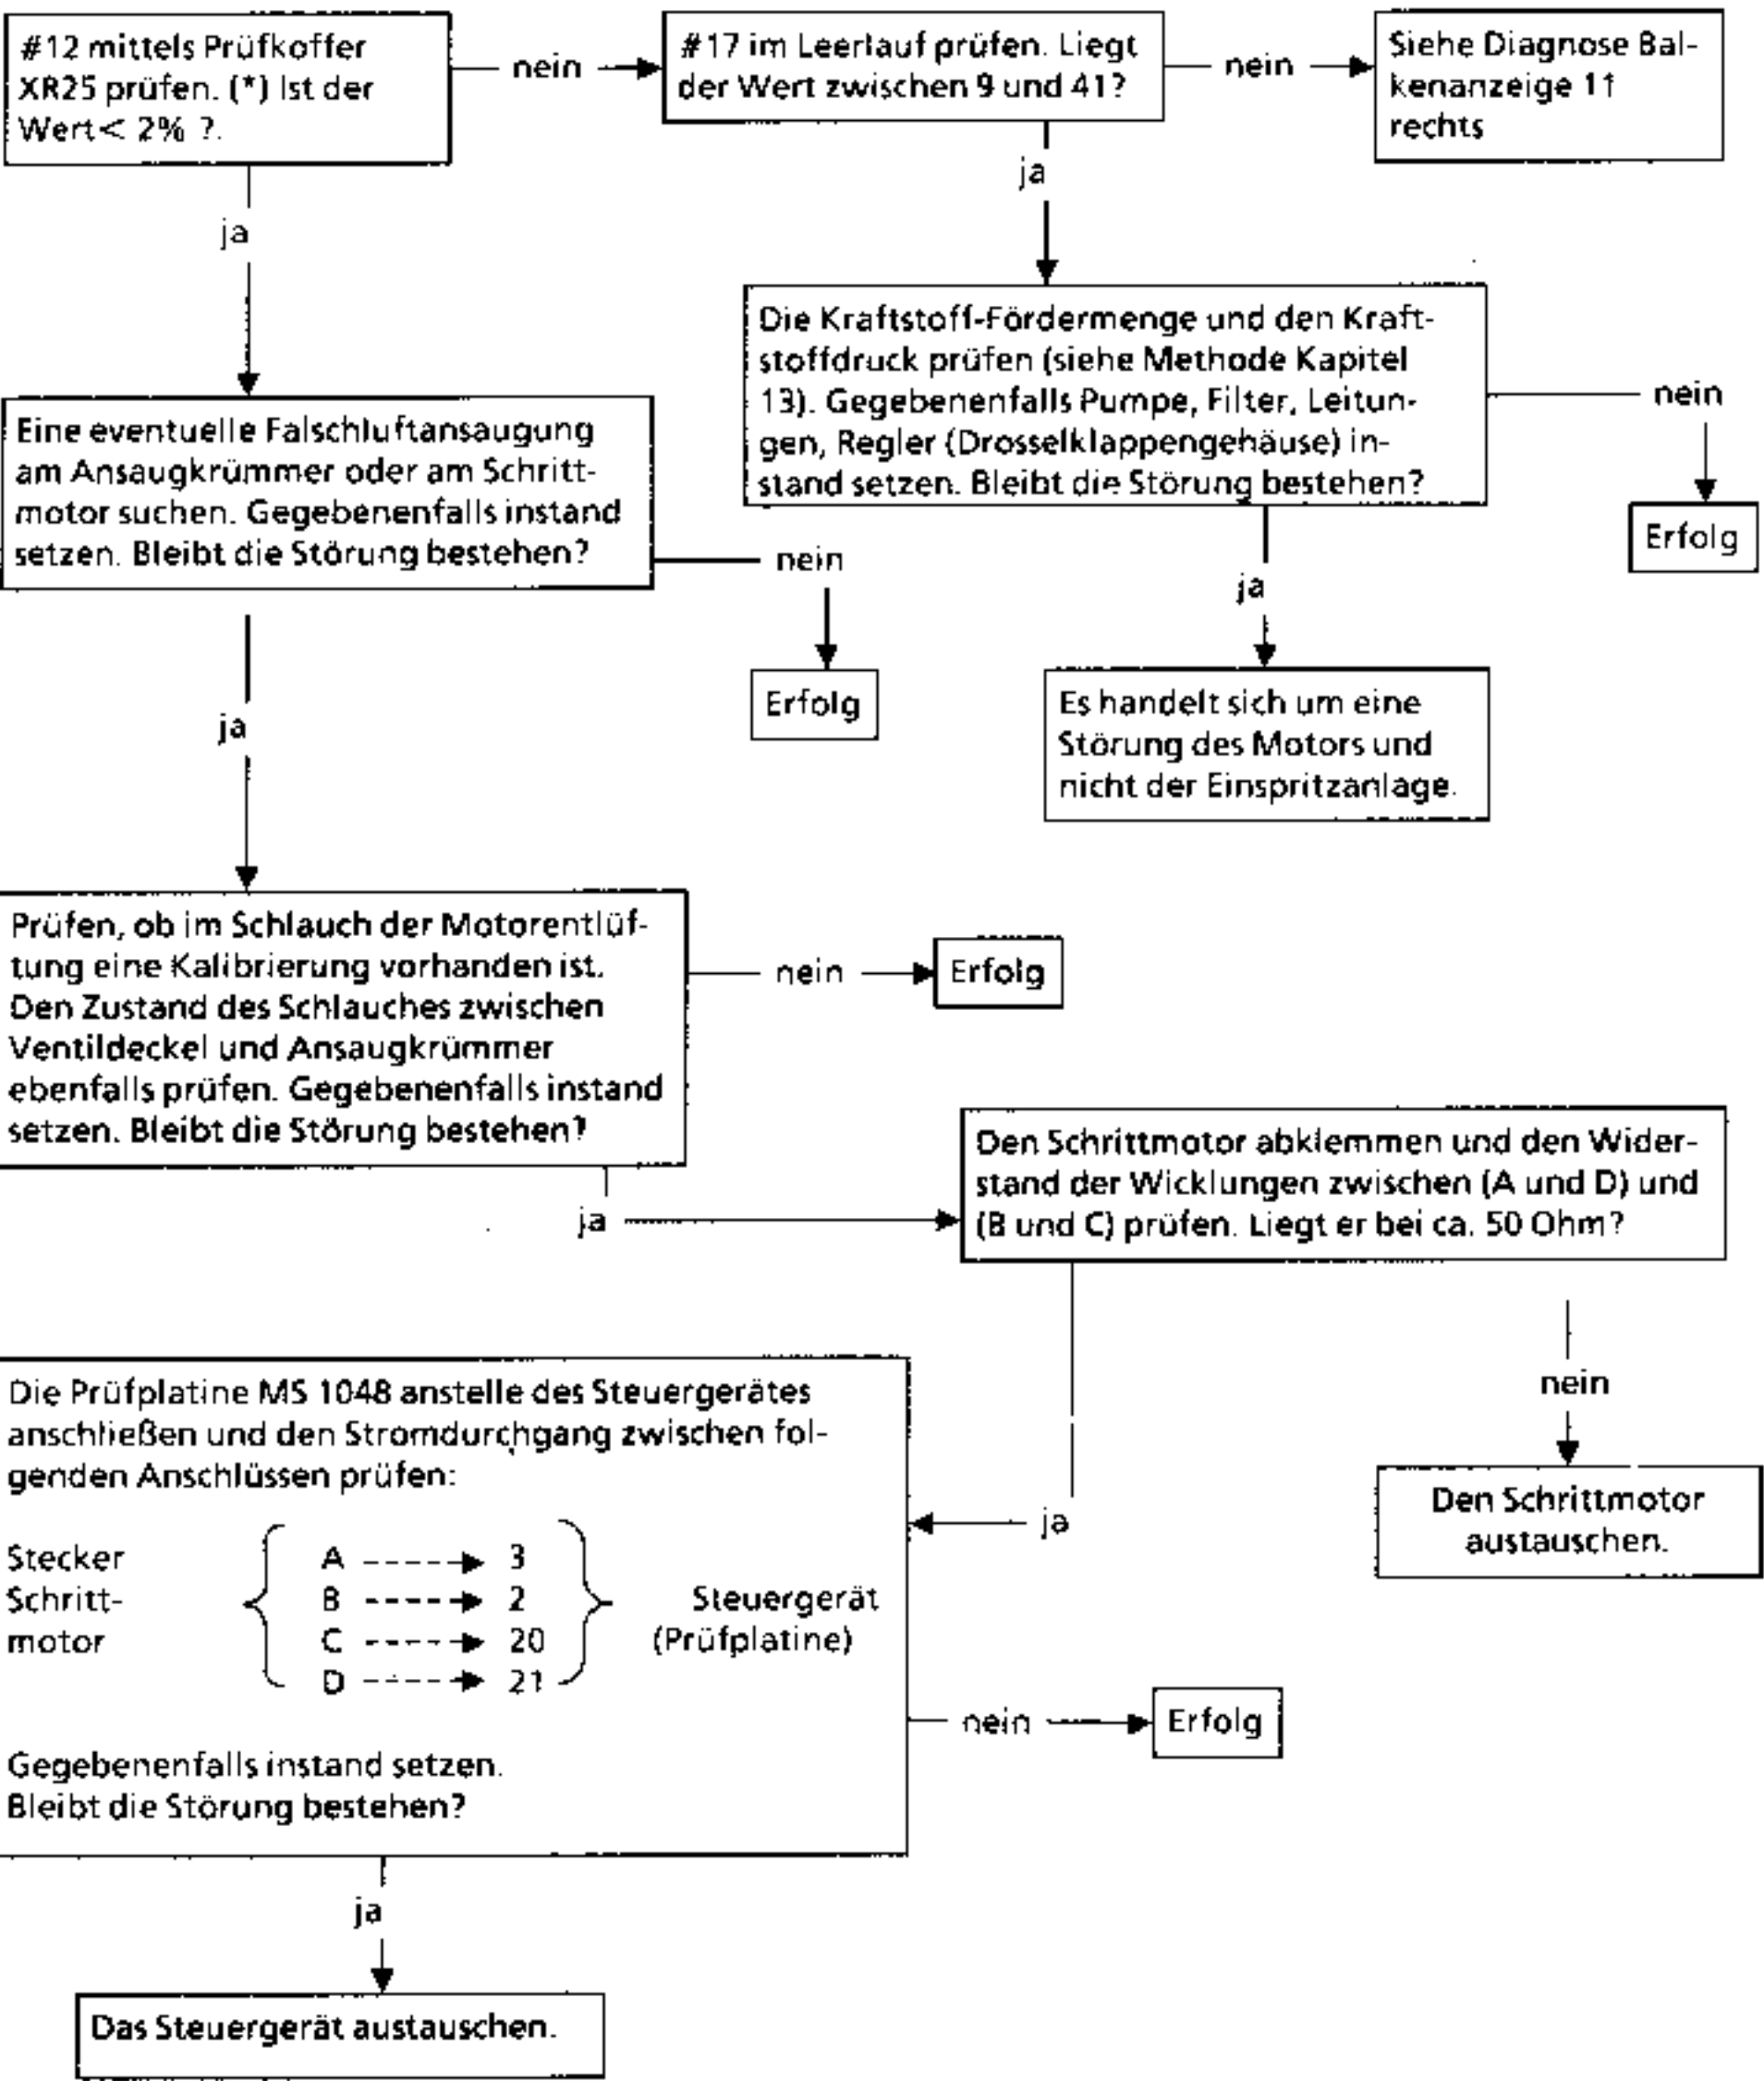 #12 mittels Prüfkoffer
XR25 prüfen. (*) Ist der
Wert< 2% ?.
nein
#17 im Leerlauf prüfen. Liegt
der Wert zwischen 9 und 41?
nein
Siehe Diagnose Bal-
kenanzeige 11
rechts
ja
ja
Die Kraftstoff-Fördermenge und den Kraft-
stoffdruck prüfen (siehe Methode Kapitel
13). Gegebenenfalls Pumpe, Filter, Leitun-
gen, Regler (Drosselklappengehäuse) in-
stand setzen. Bleibt die Störung bestehen?
nein
Erfolg
Eine eventuelle Falschluftansaugung
am Ansaugkrümmer oder am Schritt-
motor suchen. Gegebenenfalls instand
setzen. Bleibt die Störung bestehen?
nein
Erfolg
ja
Es handelt sich um eine
Störung des Motors und
nicht der Einspritzanlage.
ja
Prüfen, ob im Schlauch der Motorentlüf-
tung eine Kalibrierung vorhanden ist.
Den Zustand des Schlauches zwischen
Ventildeckel und Ansaugkrümmer
ebenfalls prüfen. Gegebenenfalls instand
setzen. Bleibt die Störung bestehen?
nein
Erfolg
ja
Den Schrittmotor abklemmen und den Wider-
stand der Wicklungen zwischen (A und D) und
(B und C) prüfen. Liegt er bei ca. 50 Ohm?
nein
Den Schrittmotor
austauschen.
ja
Die Prüfplatine MS 1048 anstelle des Steuergerätes
anschließen und den Stromdurchgang zwischen fol-
genden Anschlüssen prüfen:
Stecker
Schritt-
motor
A 3
B 2
C 20
D 21
Steuergerät
(Prüfplatine)
Gegebenenfalls instand setzen.
Bleibt die Störung bestehen?
nein
Erfolg
ja
Das Steuergerät austauschen.